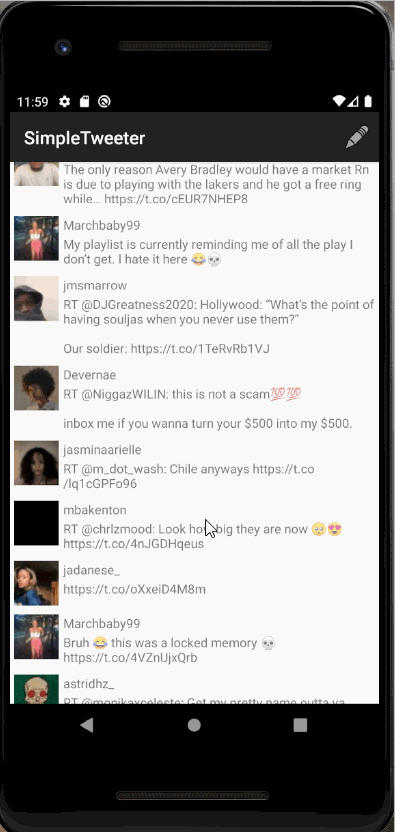 11:59
SimpleTweeter
The only reason Avery Bradley would have a market Rn
is due to playing with the lakers and he got a free ring
while… https://t.co/cEUR7NHEP8
Marchbaby99
My playlist is currently reminding me of all the play I
don't get. I hate it here 😂💀
jmsmarrow
RT @DJGreatness2020: Hollywood: “What's the point of
having souljas when you never use them?”
Our soldier: https://t.co/1TeRvRb1VJ
Devernae
RT @NiggazWILIN: this is not a scam💯💯
inbox me if you wanna turn your $500 into my $500.
jasminaarielle
RT @m_dot_wash: Chile anyways https://t.co
/lq1cGPFo96
mbakenton
RT @chrlzmood: Look how big they are now 🥺😍
https://t.co/4nJGDHqeus
jadanese_
https://t.co/oXxeiD4M8m
Marchbaby99
Bruh 😂 this was a locked memory 💀
https://t.co/4VZnUjxQrb
astridhz_
RT @monikaxceleste: Get my pretty name outta ya